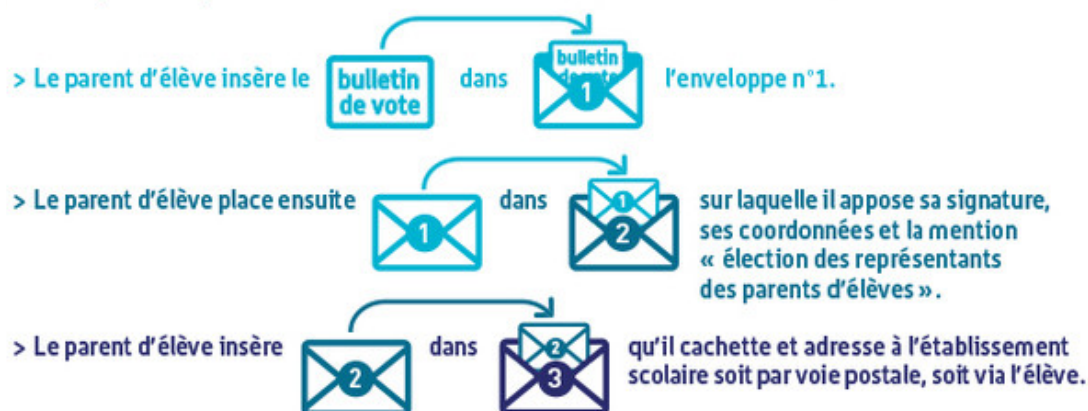 > Le parent d'élève insère le bulletin de vote dans bulletin de vote 1 l'enveloppe n°1.
> Le parent d'élève place ensuite 1 dans 1 2 sur laquelle il appose sa signature,
ses coordonnées et la mention
« élection des représentants
des parents d'élèves ».
> Le parent d'élève insère 2 dans 2 3 qu'il cachette et adresse à l'établissement
scolaire soit par voie postale, soit via l'élève.